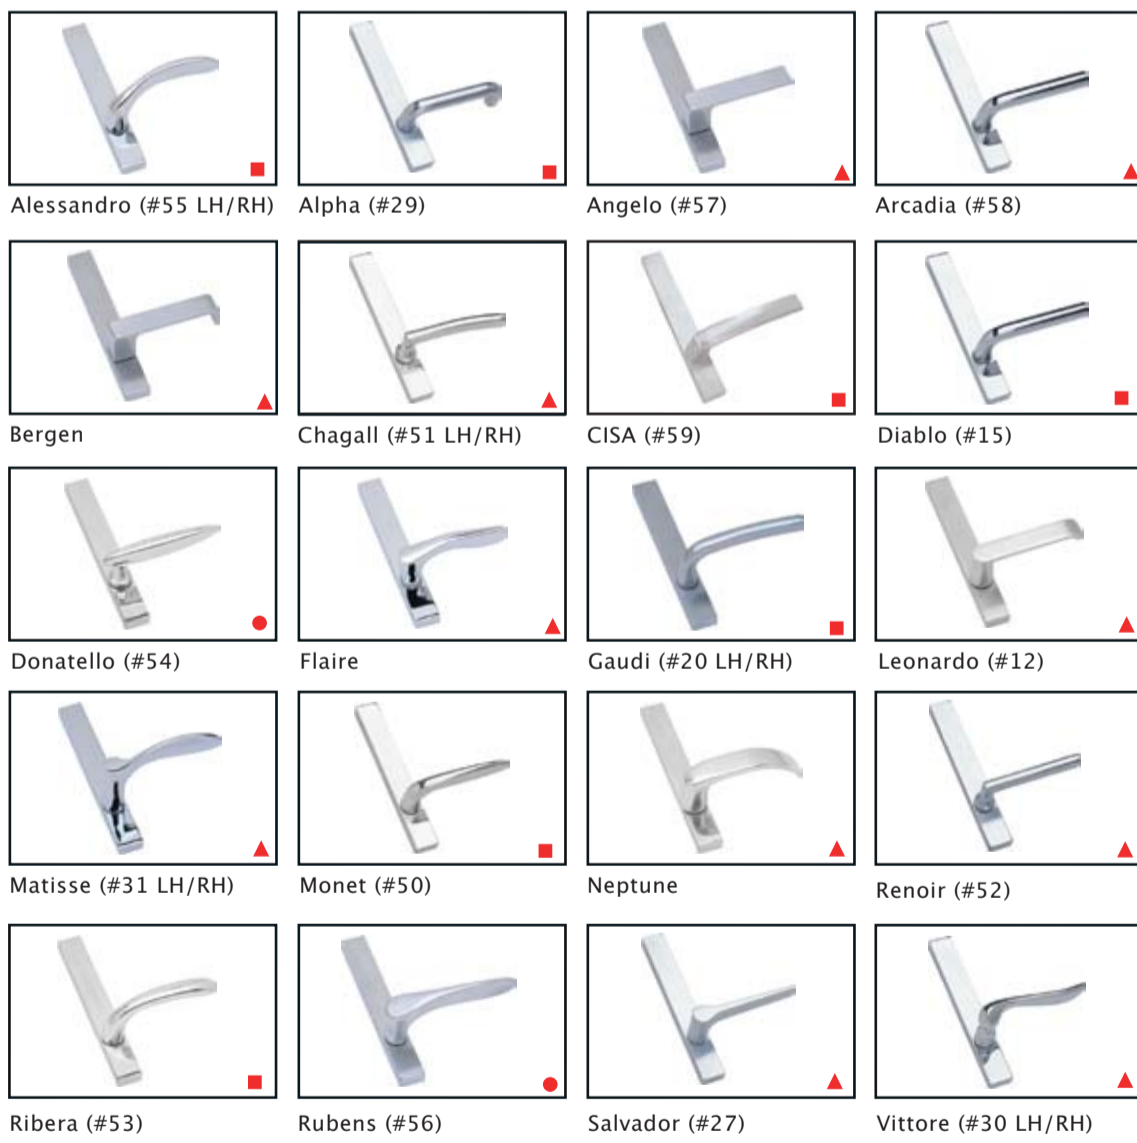 Alessandro (#55 LH/RH)
Alpha (#29)
Angelo (#57)
Arcadia (#58)
Bergen
Chagall (#51 LH/RH)
CISA (#59)
Diablo (#15)
Donatello (#54)
Flaire
Gaudi (#20 LH/RH)
Leonardo (#12)
Matisse (#31 LH/RH)
Monet (#50)
Neptune
Renoir (#52)
Ribera (#53)
Rubens (#56)
Salvador (#27)
Vittore (#30 LH/RH)